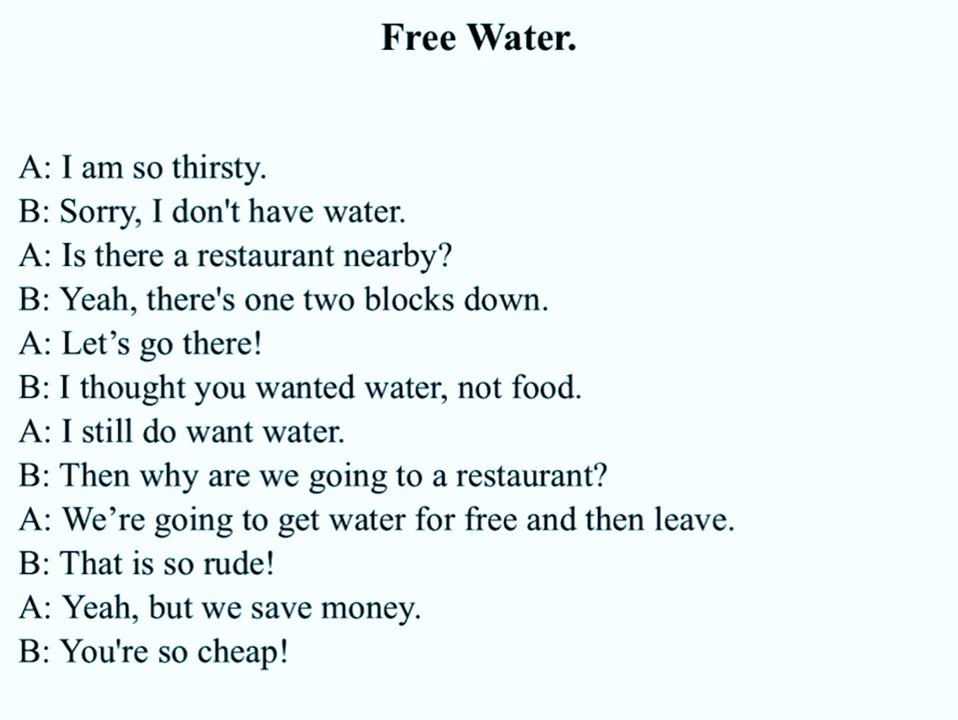 Free Water.
A: I am so thirsty.
B: Sorry, I don't have water.
A: Is there a restaurant nearby?
B: Yeah, there's one two blocks down.
A: Let’s go there!
B: I thought you wanted water, not food.
A: I still do want water.
B: Then why are we going to a restaurant?
A: We’re going to get water for free and then leave.
B: That is so rude!
A: Yeah, but we save money.
B: You're so cheap!